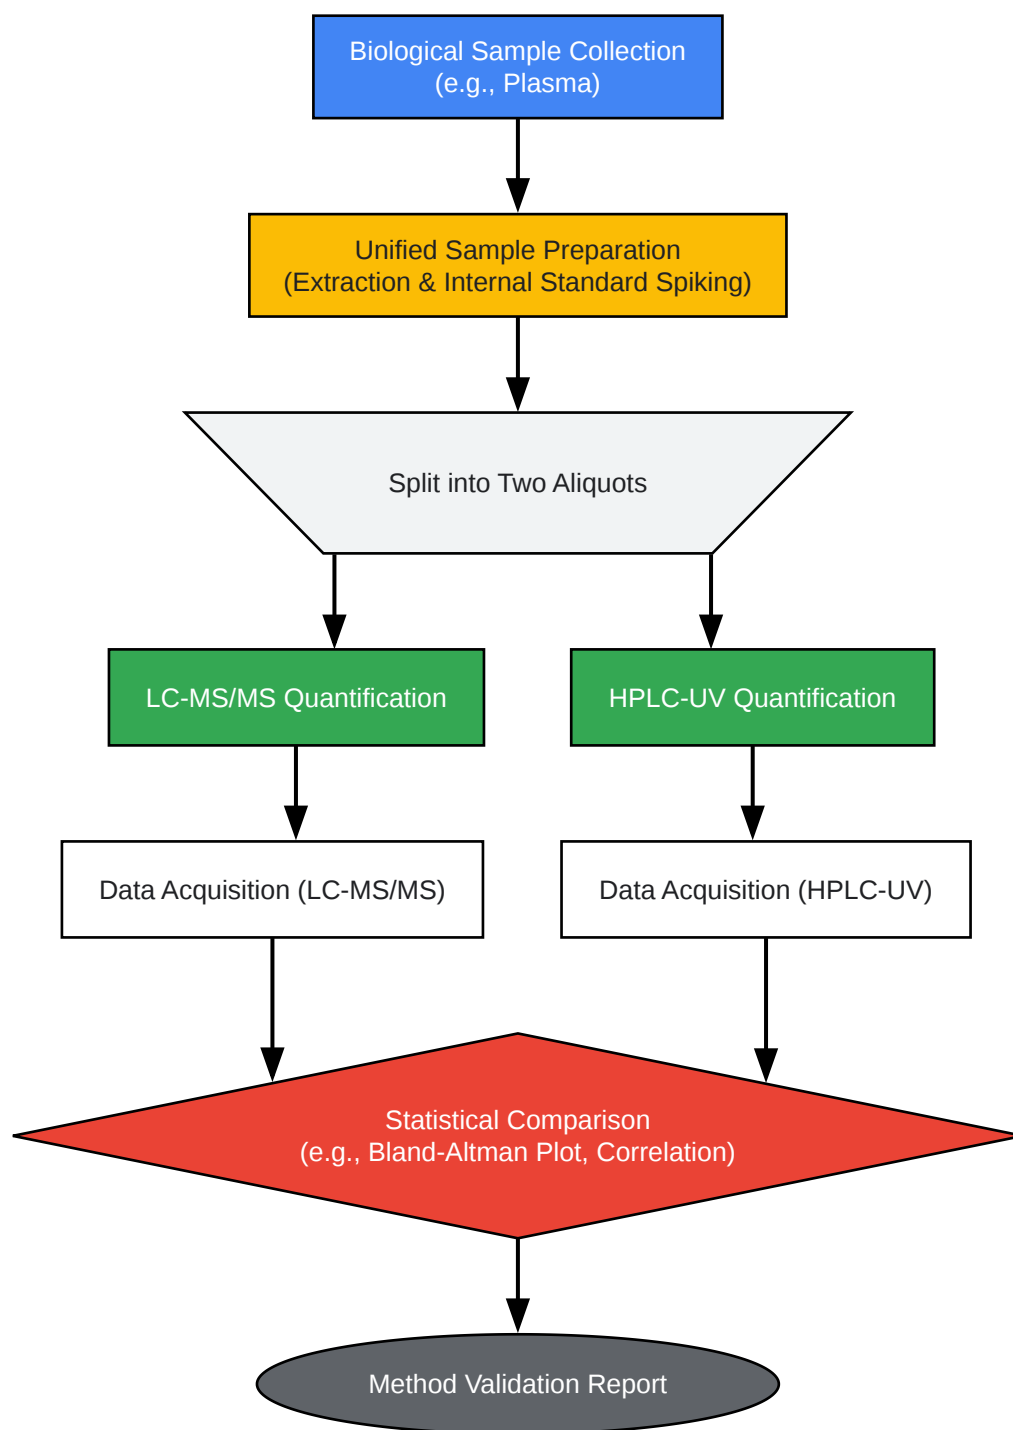 Biological Sample Collection
(e.g., Plasma)
Unified Sample Preparation
(Extraction & Internal Standard Spiking)
Split into Two Aliquots
LC-MS/MS Quantification
HPLC-UV Quantification
Data Acquisition (LC-MS/MS)
Data Acquisition (HPLC-UV)
Statistical Comparison
(e.g., Bland-Altman Plot, Correlation)
Method Validation Report